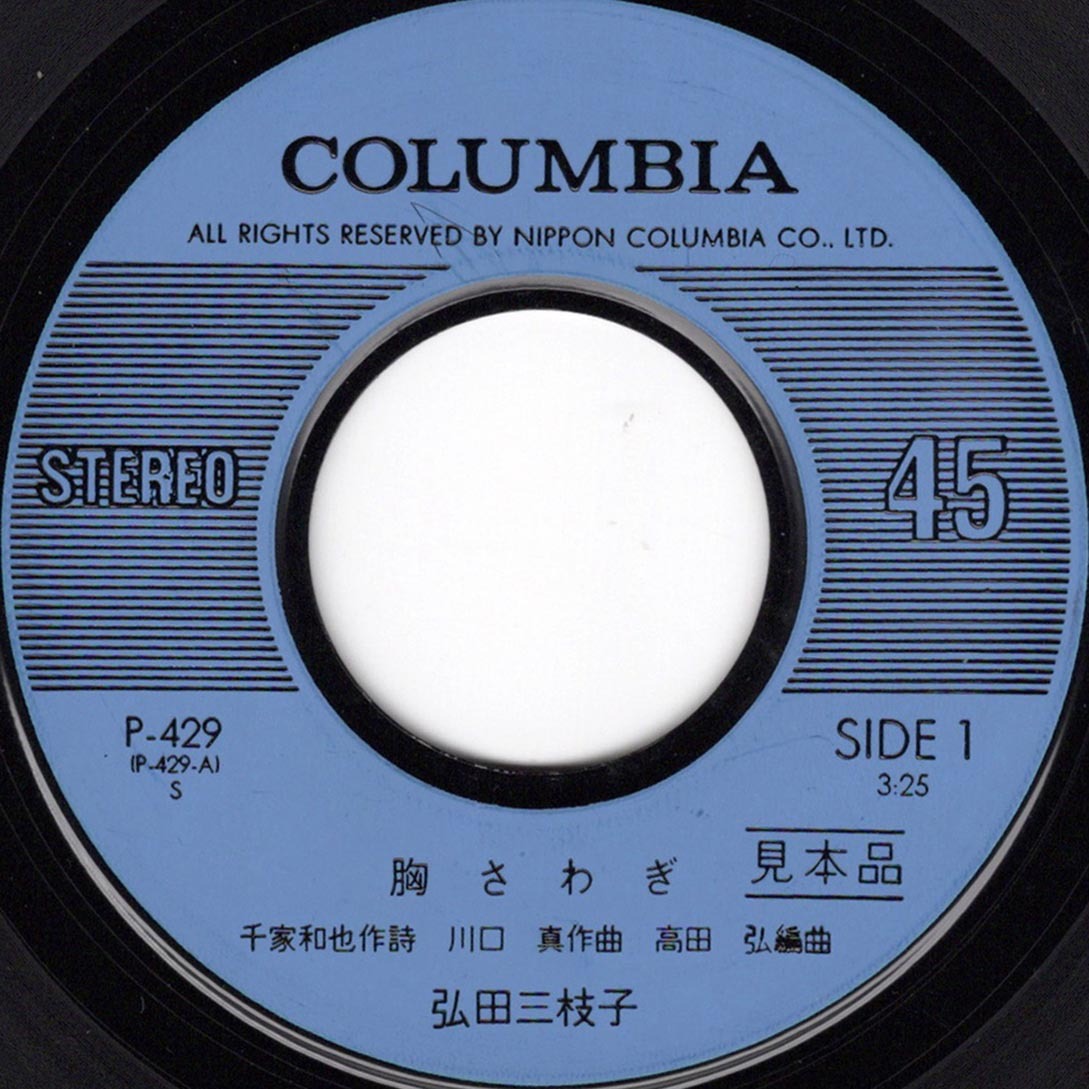 COLUMBIA
ALL RIGHTS RESERVED BY NIPPON COLUMBIA CO., LTD.
STEREO
45
P-429
(P-429-A)
S
SIDE 1
3:25
胸さわぎ
見本品
千家和也作詩 川口 真作曲 高田 弘編曲
弘田三枝子